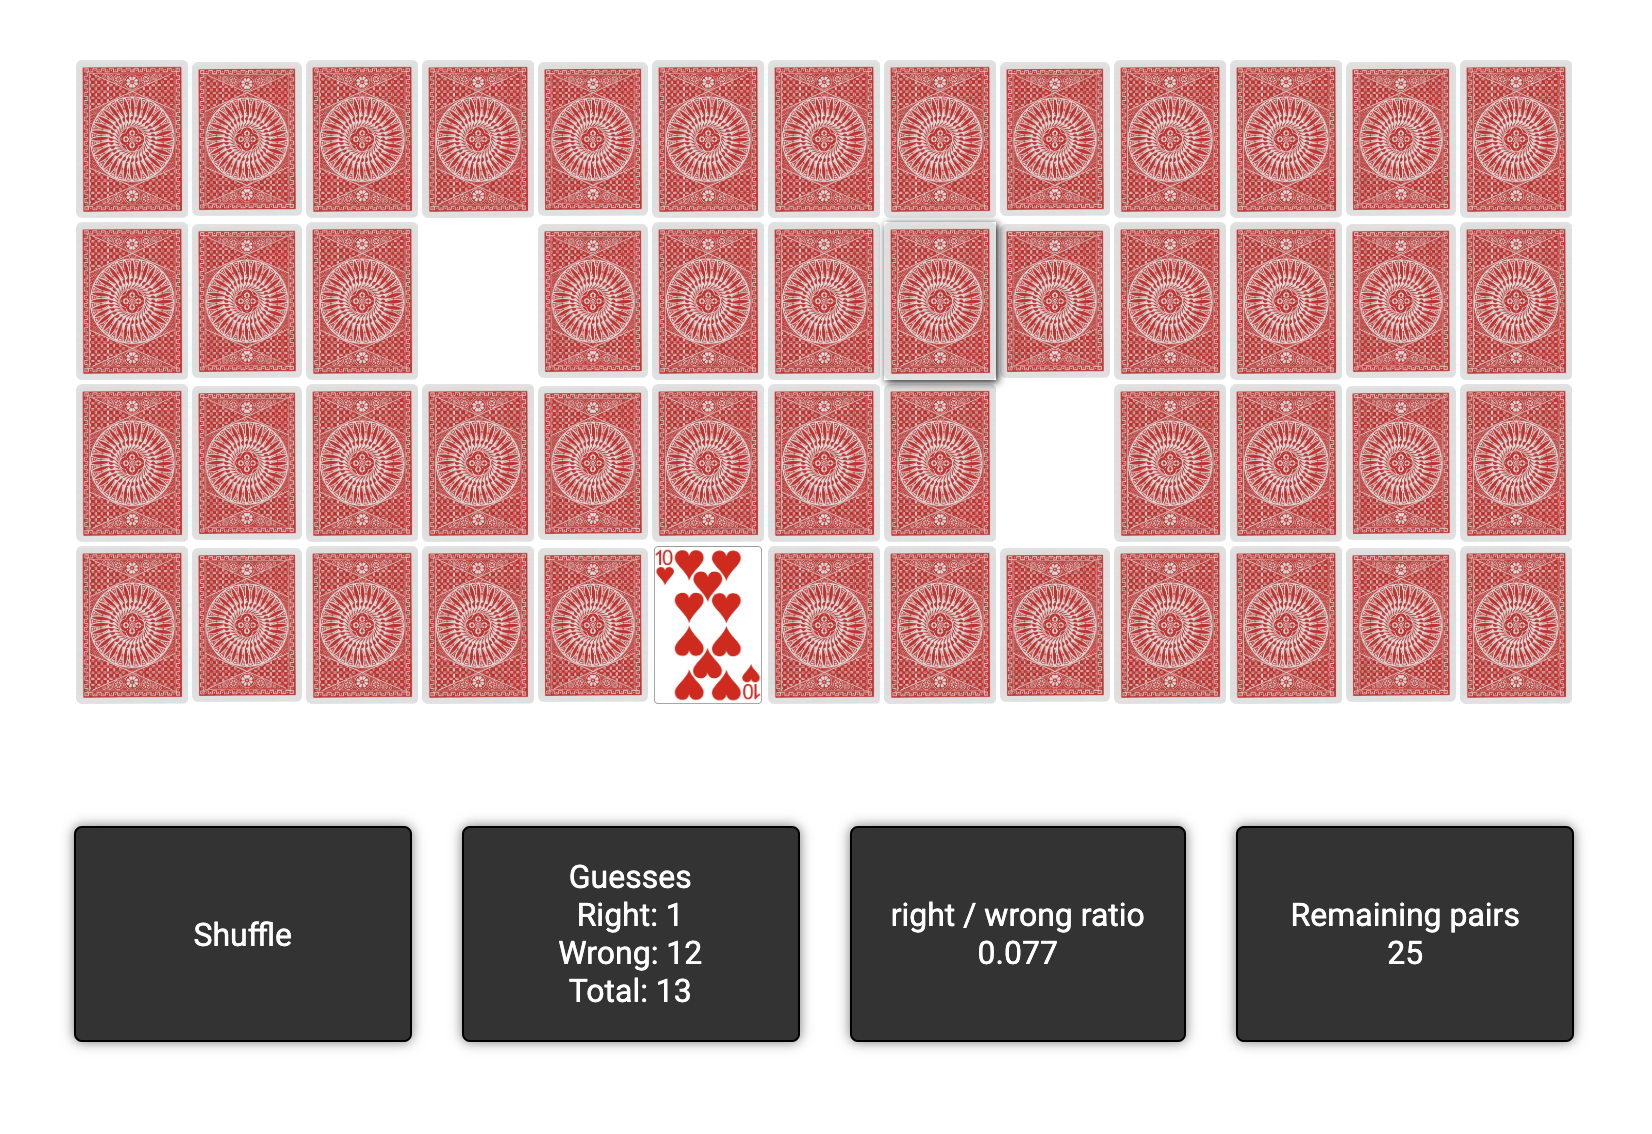 10
10
Shuffle
Guesses
Right: 1
Wrong: 12
Total: 13
right / wrong ratio
0.077
Remaining pairs
25